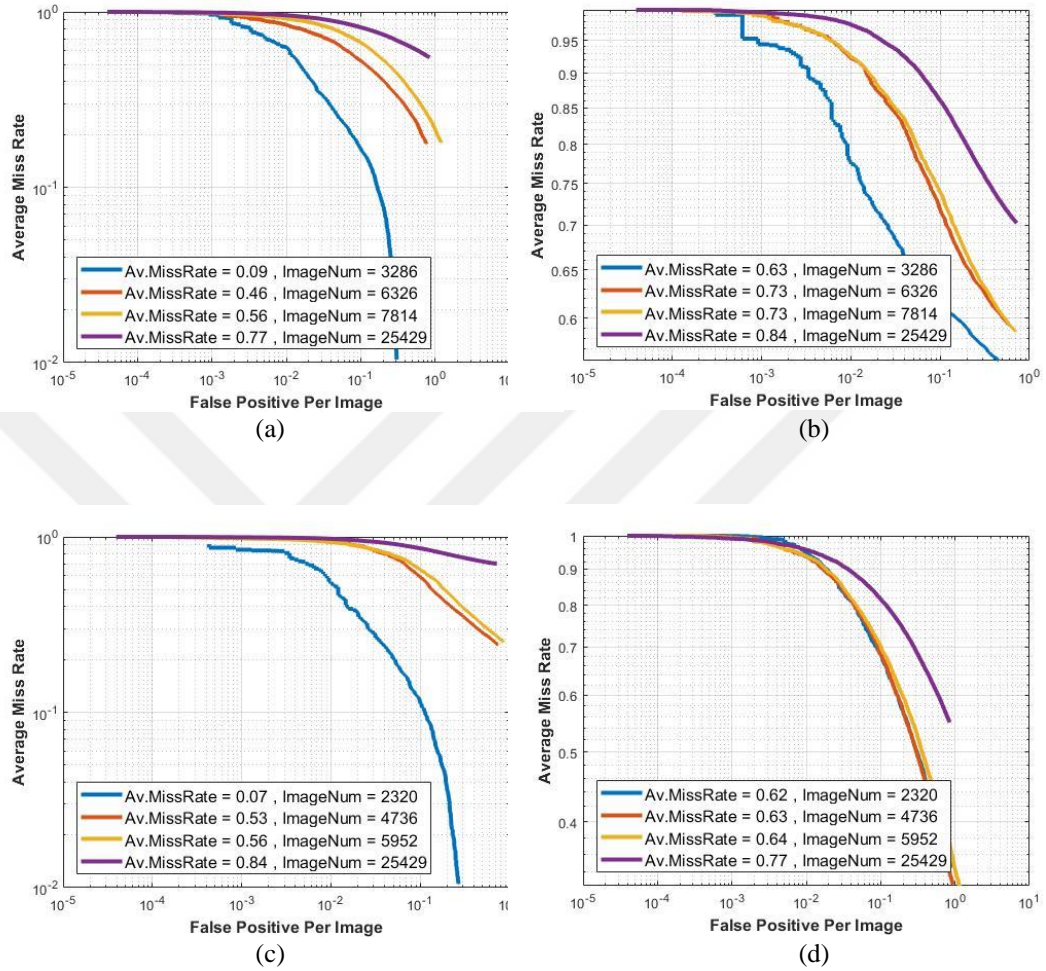 10^0
10^-1
10^-2
Average Miss Rate
Av.MissRate = 0.09 , ImageNum = 3286
Av.MissRate = 0.46 , ImageNum = 6326
Av.MissRate = 0.56 , ImageNum = 7814
Av.MissRate = 0.77 , ImageNum = 25429
10^-5 10^-4 10^-3 10^-2 10^-1 10^0
False Positive Per Image
(a)
0.95
0.9
0.85
0.8
0.75
0.7
0.65
0.6
Average Miss Rate
Av.MissRate = 0.63 , ImageNum = 3286
Av.MissRate = 0.73 , ImageNum = 6326
Av.MissRate = 0.73 , ImageNum = 7814
Av.MissRate = 0.84 , ImageNum = 25429
10^-5 10^-4 10^-3 10^-2 10^-1 10^0
False Positive Per Image
(b)
10^0
10^-1
10^-2
Average Miss Rate
Av.MissRate = 0.07 , ImageNum = 2320
Av.MissRate = 0.53 , ImageNum = 4736
Av.MissRate = 0.56 , ImageNum = 5952
Av.MissRate = 0.84 , ImageNum = 25429
10^-5 10^-4 10^-3 10^-2 10^-1
False Positive Per Image
(c)
1
0.9
0.8
0.7
0.6
0.5
0.4
Average Miss Rate
Av.MissRate = 0.62 , ImageNum = 2320
Av.MissRate = 0.63 , ImageNum = 4736
Av.MissRate = 0.64 , ImageNum = 5952
Av.MissRate = 0.77 , ImageNum = 25429
10^-5 10^-4 10^-3 10^-2 10^-1 10^0 10^1
False Positive Per Image
(d)